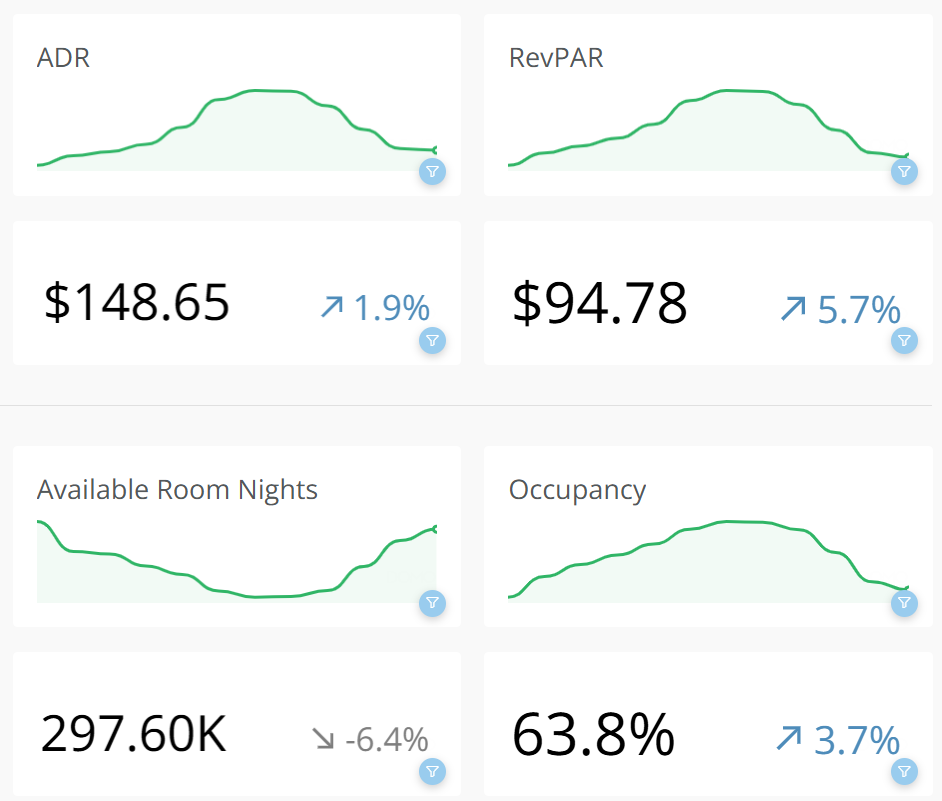 ADR
RevPAR
$148.65
1.9%
$94.78
5.7%
Available Room Nights
Occupancy
297.60K
-6.4%
63.8%
3.7%